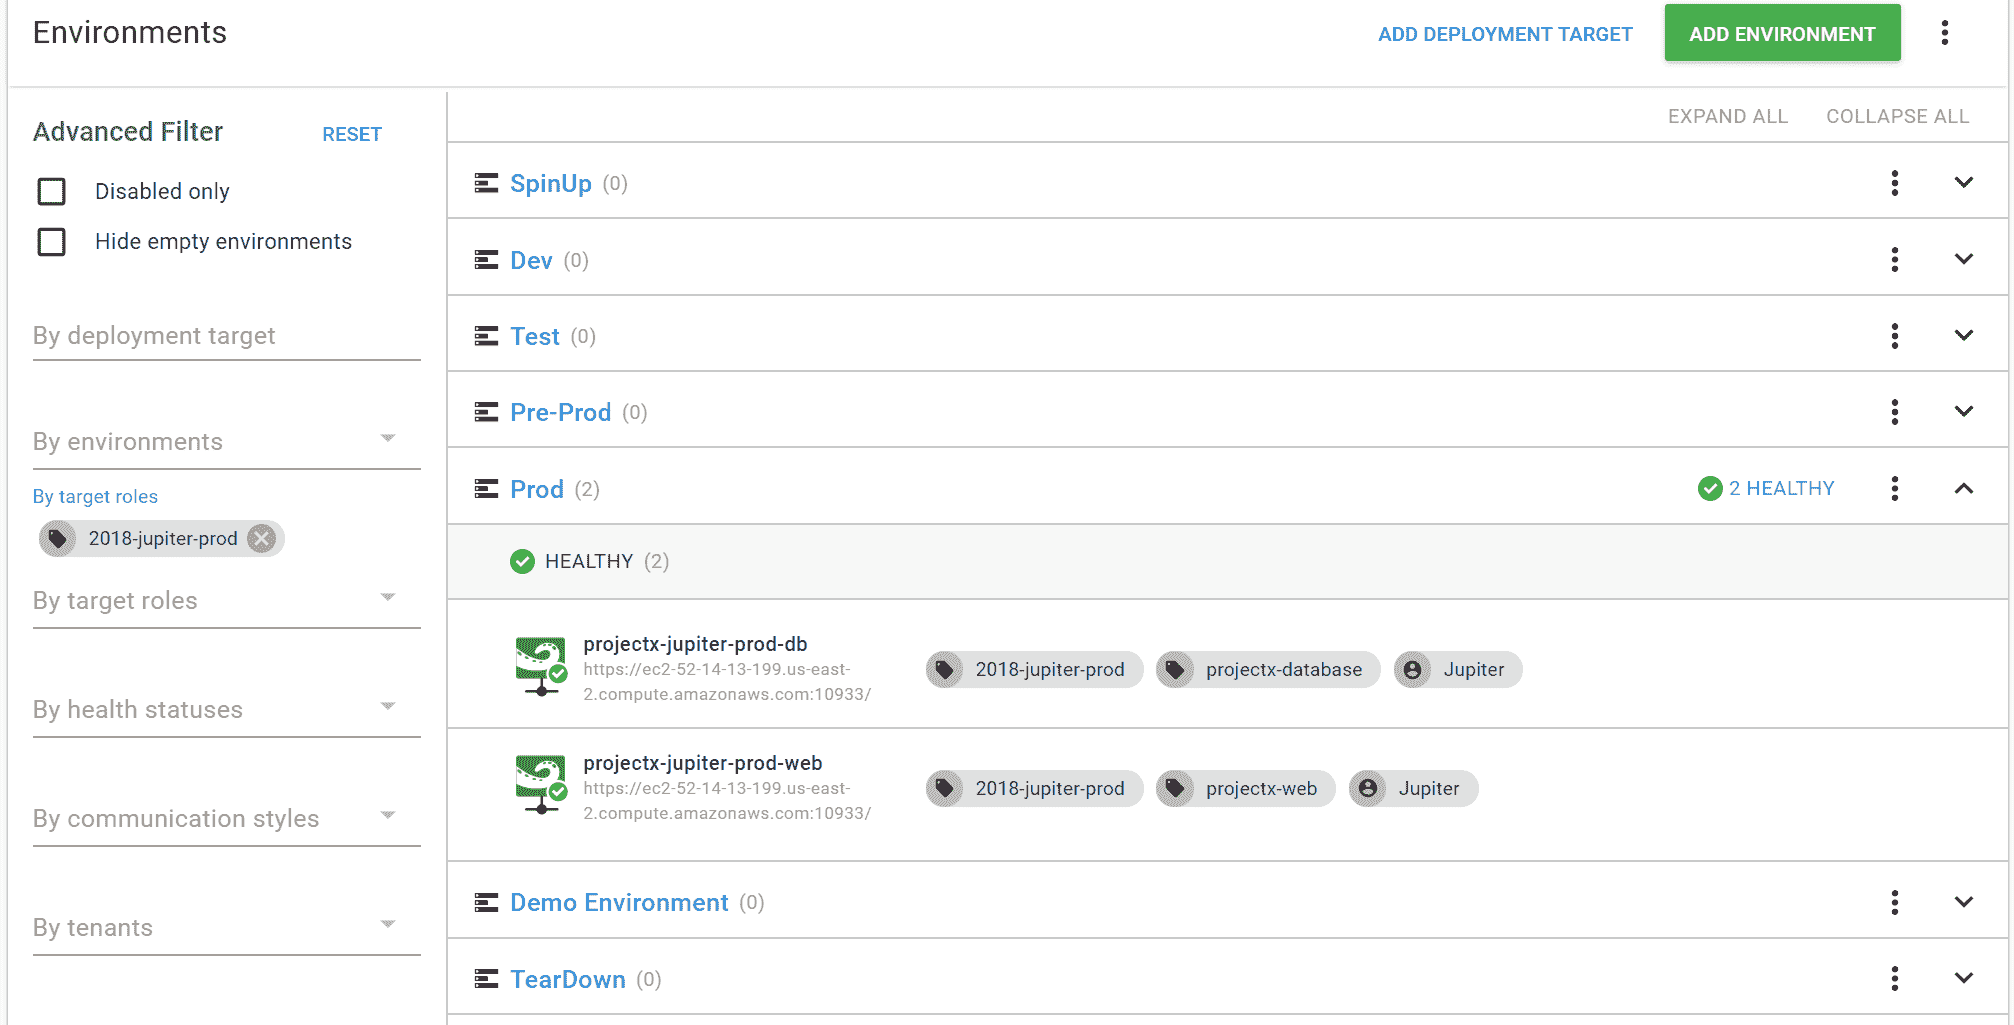 Environments
ADD DEPLOYMENT TARGET
ADD ENVIRONMENT
Advanced Filter
RESET
Disabled only
Hide empty environments
By deployment target
By environments
By target roles
2018-jupiter-prod
By target roles
By health statuses
By communication styles
By tenants
EXPAND ALL
COLLAPSE ALL
SpinUp (0)
Dev (0)
Test (0)
Pre-Prod (0)
Prod (2)
2 HEALTHY
HEALTHY (2)
projectx-jupiter-prod-db
https://ec2-52-14-13-199.us-east-
2.compute.amazonaws.com:10933/
2018-jupiter-prod
projectx-database
Jupiter
projectx-jupiter-prod-web
https://ec2-52-14-13-199.us-east-
2.compute.amazonaws.com:10933/
2018-jupiter-prod
projectx-web
Jupiter
Demo Environment (0)
TearDown (0)